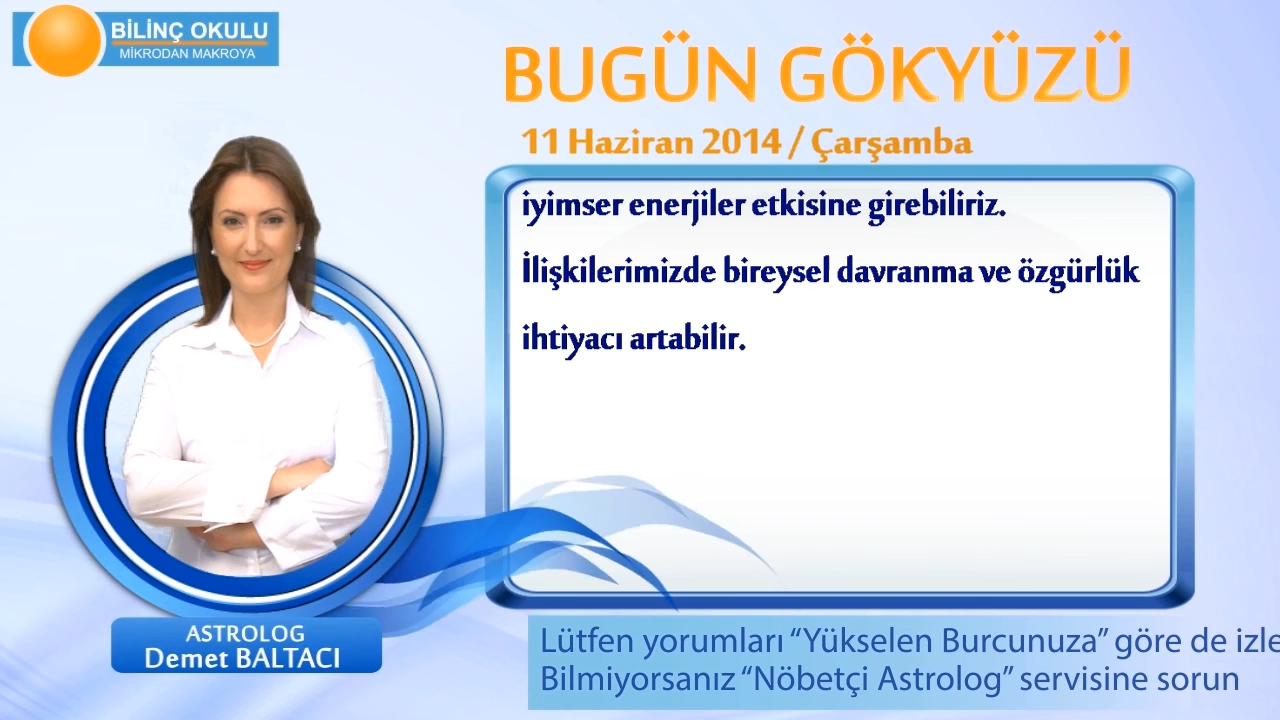 BİLİNÇ OKULU
MİKRODAN MAKROYA
BUGÜN GÖKYÜZÜ
11 Haziran 2014 / Çarşamba
iyimser enerjiler etkisine girebiliriz.
İlişkilerimizde bireysel davranma ve özgürlük
ihtiyacı artabilir.
ASTROLOG
Demet BALTACI
Lütfen yorumları “Yükselen Burcunuza” göre de izle
Bilmiyorsanız “Nöbetçi Astrolog” servisine sorun